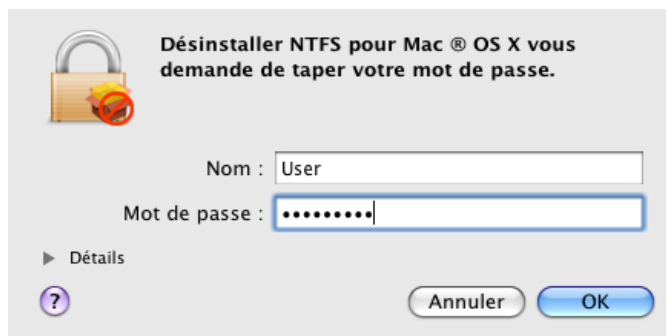 Désinstaller NTFS pour Mac ® OS X vous
demande de taper votre mot de passe.
Nom : User
Mot de passe : •••••••••
Détails
?
Annuler OK